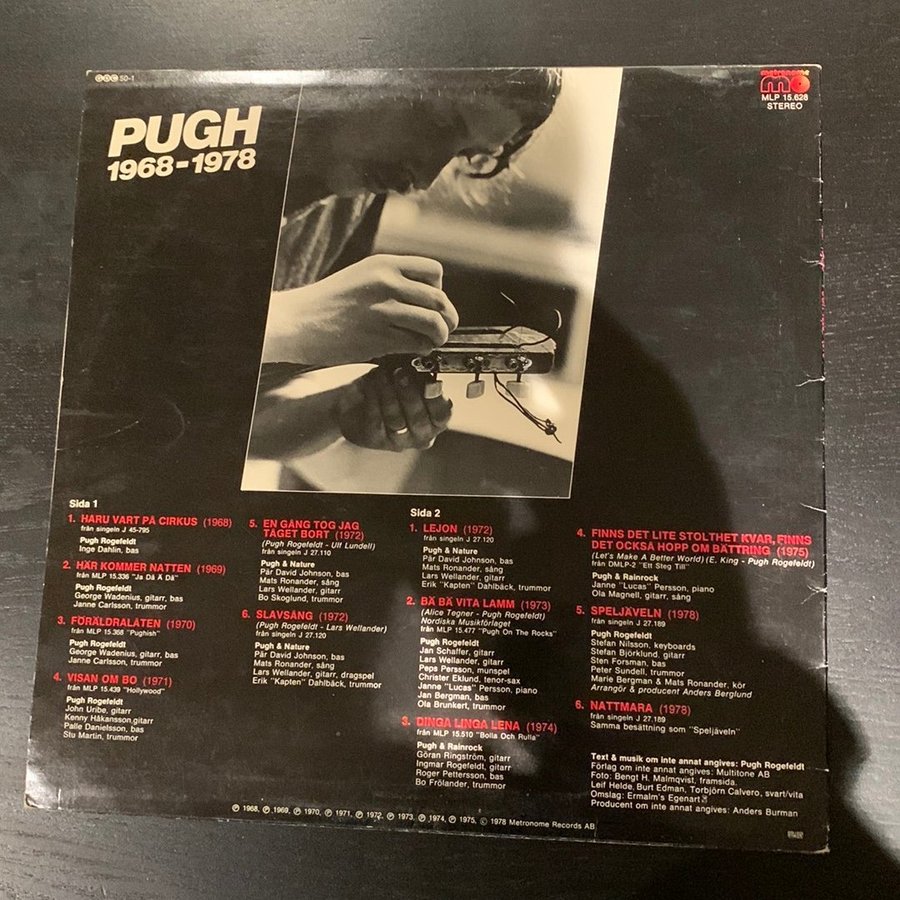 GDC 50-1
metronome
MLP 15.628
STEREO
PUGH
1968-1978
Sida 1
1. HARU VART PÅ CIRKUS (1968)
från singeln J 45-795
Pugh Rogefeldt
Inge Dahlin, bas
2. HÄR KOMMER NATTEN (1969)
från MLP 15.336 "Ja Då Ä Då"
Pugh Rogefeldt
George Wadenius, gitarr, bas
Janne Carlsson, trummor
3. FÖRÄLDRALÅTEN (1970)
från MLP 15.368 "Pughish"
Pugh Rogefeldt
George Wadenius, gitarr, bas
Janne Carlsson, trummor
4. VISAN OM BO (1971)
från MLP 15.439 "Hollywood"
Pugh Rogefeldt
John Uribe, gitarr
Kenny Håkansson,gitarr
Palle Danielsson, bas
Stu Martin, trummor
5. EN GÅNG TOG JAG
TÅGET BORT (1972)
(Pugh Rogefeldt - Ulf Lundell)
från singeln J 27.110
Pugh & Nature
Pär David Johnson, bas
Mats Ronander, sång
Lars Wellander, gitarr
Bo Skoglund, trummor
6. SLAVSÅNG (1972)
(Pugh Rogefeldt - Lars Wellander)
från singeln J 27.120
Pugh & Nature
Pär David Johnson, bas
Mats Ronander, sång
Lars Wellander, gitarr, dragspel
Erik "Kapten" Dahlbäck, trummor
Sida 2
1. LEJON (1972)
från singeln J 27.120
Pugh & Nature
Pär David Johnson, bas
Mats Ronander, sång
Lars Wellander, gitarr
Erik "Kapten" Dahlbäck, trummor
2. BÄ BÄ VITA LAMM (1973)
(Alice Tegner - Pugh Rogefeldt)
Nordiska Musikförlaget
från MLP 15.477 "Pugh On The Rocks"
Pugh Rogefeldt
Jan Schaffer, gitarr
Lars Wellander, gitarr
Peps Persson, munspel
Christer Eklund, tenor-sax
Janne "Lucas" Persson, piano
Jan Bergman, bas
Ola Brunkert, trummor
3. DINGA LINGA LENA (1974)
från MLP 15.510 "Bolla Och Rulla"
Pugh & Rainrock
Göran Ringström, gitarr
Ingmar Rogefeldt, gitarr
Roger Pettersson, bas
Bo Frölander, trummor
4. FINNS DET LITE STOLTHET KVAR, FINNS
DET OCKSÅ HOPP OM BÄTTRING (1975)
(Let's Make A Better World) (E. King - Pugh Rogefeldt)
från DMLP-2 "Ett Steg Till"
Pugh & Rainrock
Janne "Lucas" Persson, piano
Ola Magnell, gitarr, sång
5. SPELJÄVELN (1978)
från singeln J 27.189
Pugh Rogefeldt
Stefan Nilsson, keyboards
Stefan Björklund, gitarr
Sten Forsman, bas
Peter Sundell, trummor
Marie Bergman & Mats Ronander, kör
Arrangör & producent Anders Berglund
6. NATTMARA (1978)
från singeln J 27.189
Samma besättning som "Speljäveln"
Text & musik om inte annat angives: Pugh Rogefeldt
Förlag om inte annat angives: Multitone AB
Foto: Bengt H. Malmqvist, framsida.
Leif Helde, Burt Edman, Torbjörn Calvero, svart/vita
Omslag: Ermalm's Egenart
Producent om inte annat angives: Anders Burman
℗ 1968, ℗ 1969, ℗ 1970, ℗ 1971, ℗ 1972, ℗ 1973, ℗ 1974, ℗ 1975, © 1978 Metronome Records AB